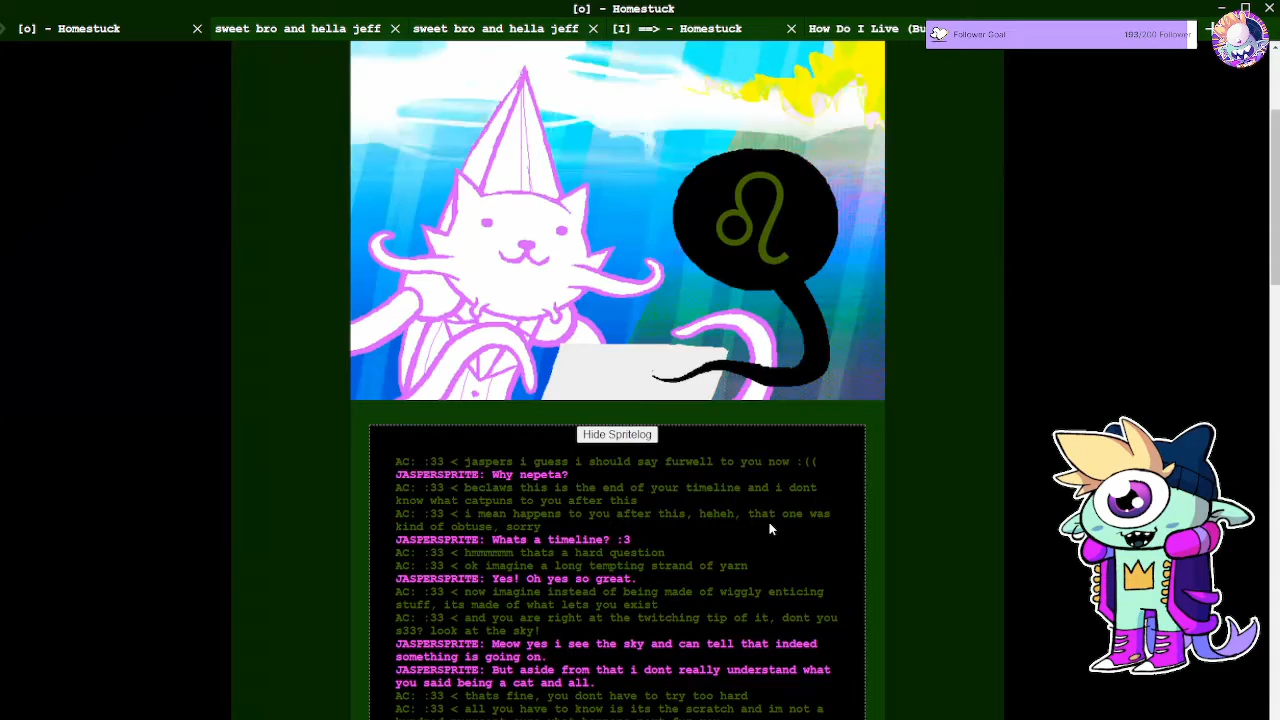 [o] - Homestuck
[o] - Homestuck
sweet bro and hella jeff
sweet bro and hella jeff
[I] ==> - Homestuck
How Do I Live (Bu
Follower Goal
193/200 Follower
Hide Spritelog
AC: :33 < jaspers i guess i should say furwell to you now :((
JASPERSPRITE: Why nepeta?
AC: :33 < beclaws this is the end of your timeline and i dont
know what catpuns to you after this
AC: :33 < i mean happens to you after this, heheh, that one was
kind of obtuse, sorry
JASPERSPRITE: Whats a timeline? :3
AC: :33 < hmmmmmm thats a hard question
AC: :33 < ok imagine a long tempting strand of yarn
JASPERSPRITE: Yes! Oh yes so great.
AC: :33 < now imagine instead of being made of wiggly enticing
stuff, its made of what lets you exist
AC: :33 < and you are right at the twitching tip of it, dont you
s33? look at the sky!
JASPERSPRITE: Meow yes i see the sky and can tell that indeed
something is going on.
JASPERSPRITE: But aside from that i dont really understand what
you said being a cat and all.
AC: :33 < thats fine, you dont have to try too hard
AC: :33 < all you have to know is its the scratch and im not a